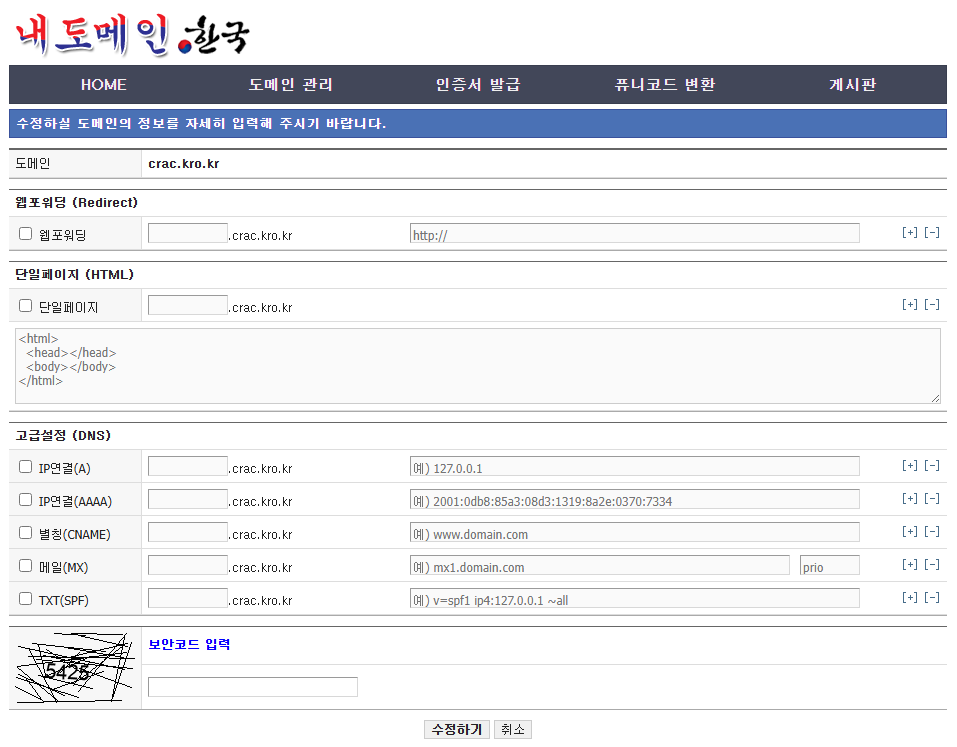 내도메인.한국
HOME 도메인 관리 인증서 발급 퓨니코드 변환 게시판
수정하실 도메인의 정보를 자세히 입력해 주시기 바랍니다.
도메인 crac.kro.kr
웹포워딩 (Redirect)
웹포워딩 .crac.kro.kr http:// [+] [-]
단일페이지 (HTML)
단일페이지 .crac.kro.kr [+] [-]
<html>
<head></head>
<body></body>
</html>
고급설정 (DNS)
IP연결(A) .crac.kro.kr 예) 127.0.0.1 [+] [-]
IP연결(AAAA) .crac.kro.kr 예) 2001:0db8:85a3:08d3:1319:8a2e:0370:7334 [+] [-]
별칭(CNAME) .crac.kro.kr 예) www.domain.com [+] [-]
메일(MX) .crac.kro.kr 예) mx1.domain.com prio [+] [-]
TXT(SPF) .crac.kro.kr 예) v=spf1 ip4:127.0.0.1 ~all [+] [-]
보안코드 입력
5425
수정하기 취소